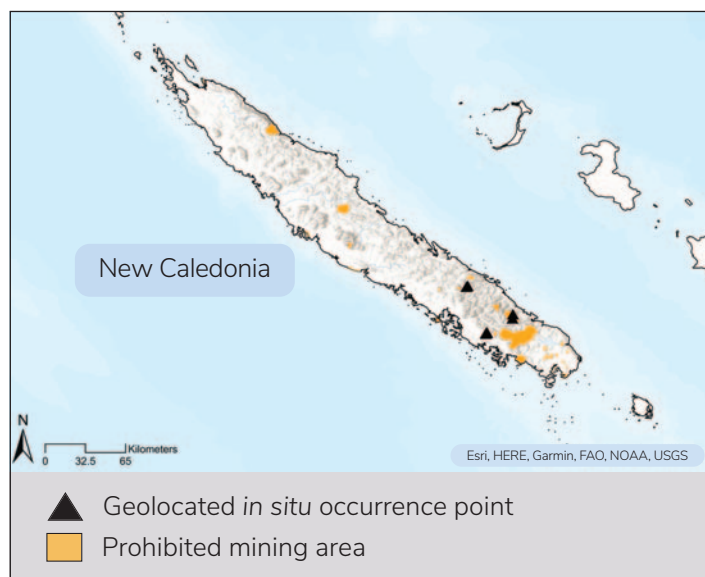 New Caledonia
N
Kilometers
0 32.5 65
Esri, HERE, Garmin, FAO, NOAA, USGS
Geolocated in situ occurrence point
Prohibited mining area